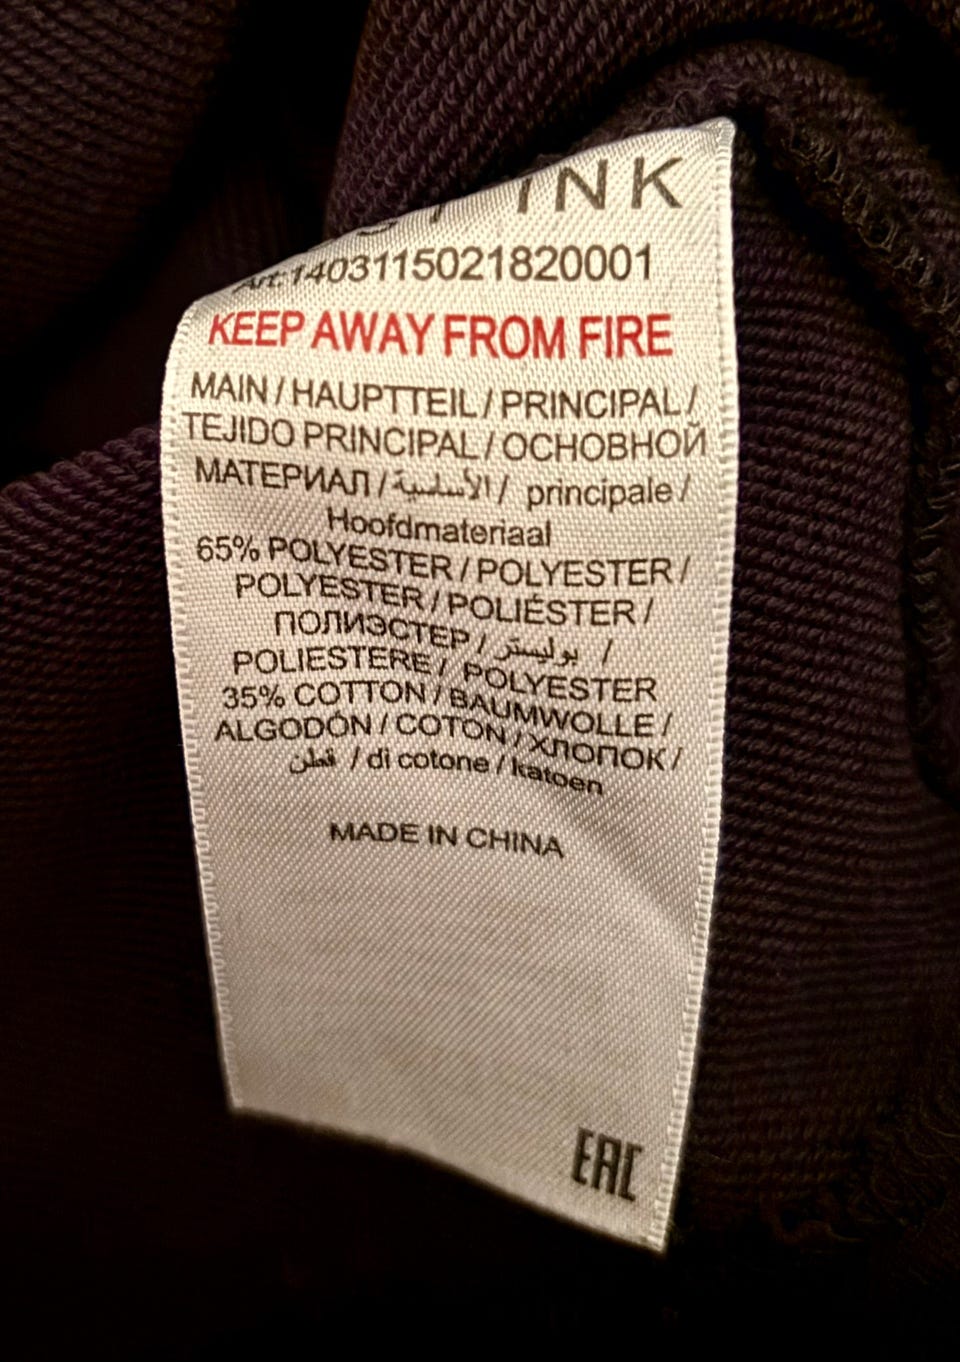 INK
Art:1403115021820001
KEEP AWAY FROM FIRE
MAIN / HAUPTTEIL / PRINCIPAL /
TEJIDO PRINCIPAL / ОСНОВНОЙ
МАТЕРИАЛ / الأساسية / principale /
Hoofdmateriaal
65% POLYESTER / POLYESTER /
POLYESTER / POLIÉSTER /
ПОЛИЭСТЕР / بوليستر /
POLIESTERE / POLYESTER
35% COTTON / BAUMWOLLE /
ALGODÓN / COTON / ХЛОПОК /
قطن / di cotone / katoen
MADE IN CHINA
EAC